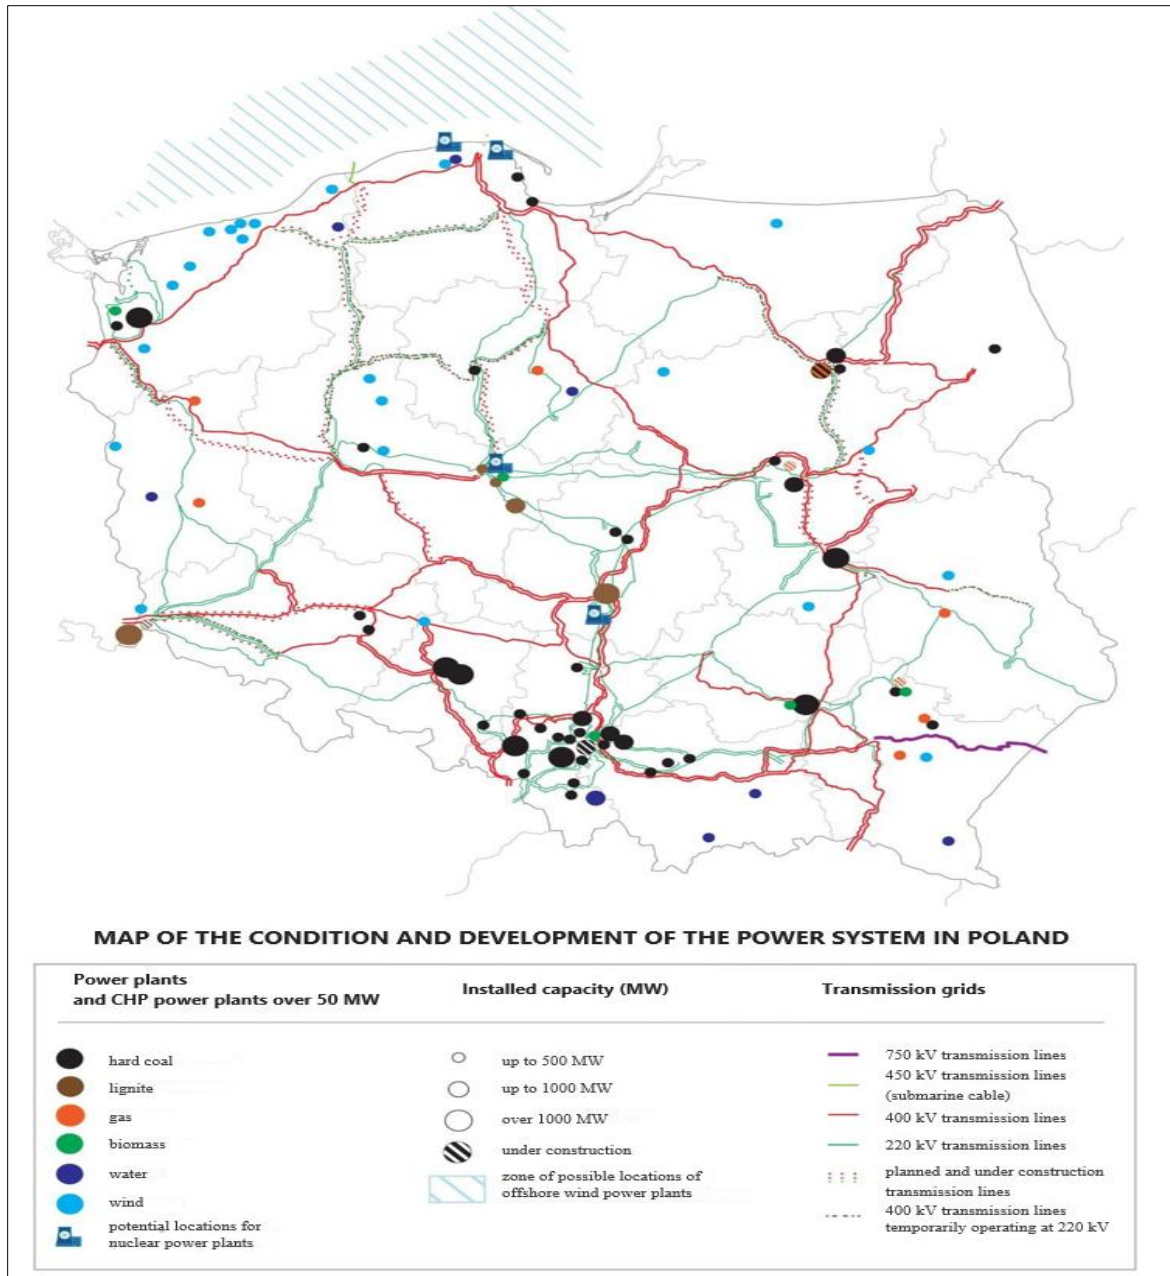 MAP OF THE CONDITION AND DEVELOPMENT OF THE POWER SYSTEM IN POLAND
Power plants
and CHP power plants over 50 MW
hard coal
lignite
gas
biomass
water
wind
potential locations for
nuclear power plants
Installed capacity (MW)
up to 500 MW
up to 1000 MW
over 1000 MW
under construction
zone of possible locations of
offshore wind power plants
Transmission grids
750 kV transmission lines
450 kV transmission lines
(submarine cable)
400 kV transmission lines
220 kV transmission lines
planned and under construction
transmission lines
400 kV transmission lines
temporarily operating at 220 kV